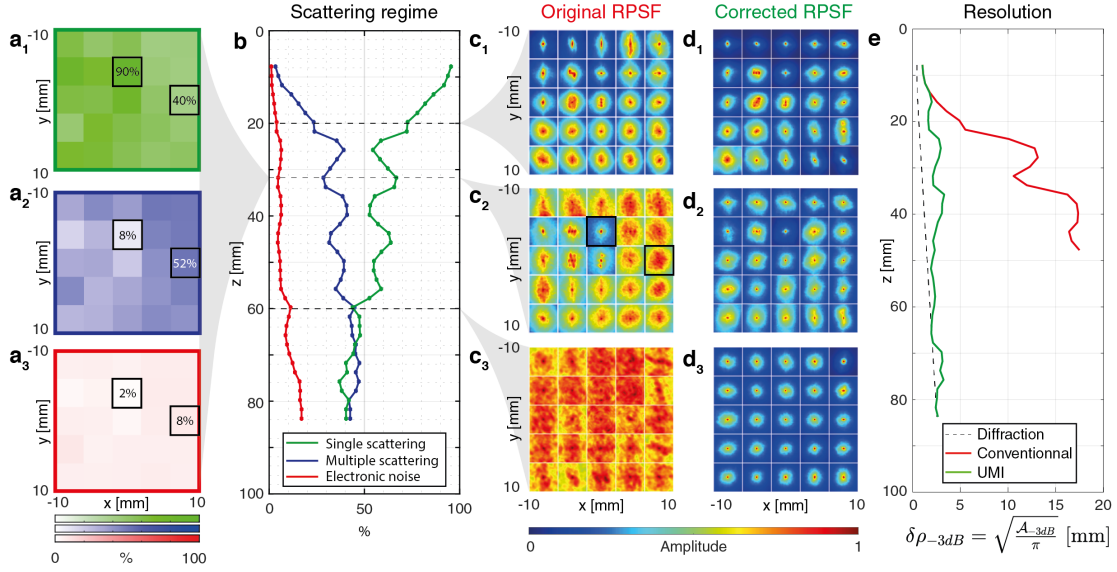 Scattering regime
Original RPSF
Corrected RPSF
Resolution
a1
-10
90%
40%
y [mm]
10
a2
-10
8%
52%
y [mm]
10
a3
-10
2%
8%
y [mm]
10
-10
x [mm]
10
0
%
100
b
0
20
40
60
80
100
z [mm]
0
50
100
%
Single scattering
Multiple scattering
Electronic noise
c1
-10
y [mm]
10
c2
-10
y [mm]
10
c3
-10
y [mm]
10
-10
x [mm]
10
d1
d2
d3
-10
x [mm]
10
0
Amplitude
1
e
0
20
40
60
80
100
z [mm]
Diffraction
Conventionnal
UMI
0
5
10
15
20
δρ−3dB = √(𝒜−3dB/π) [mm]